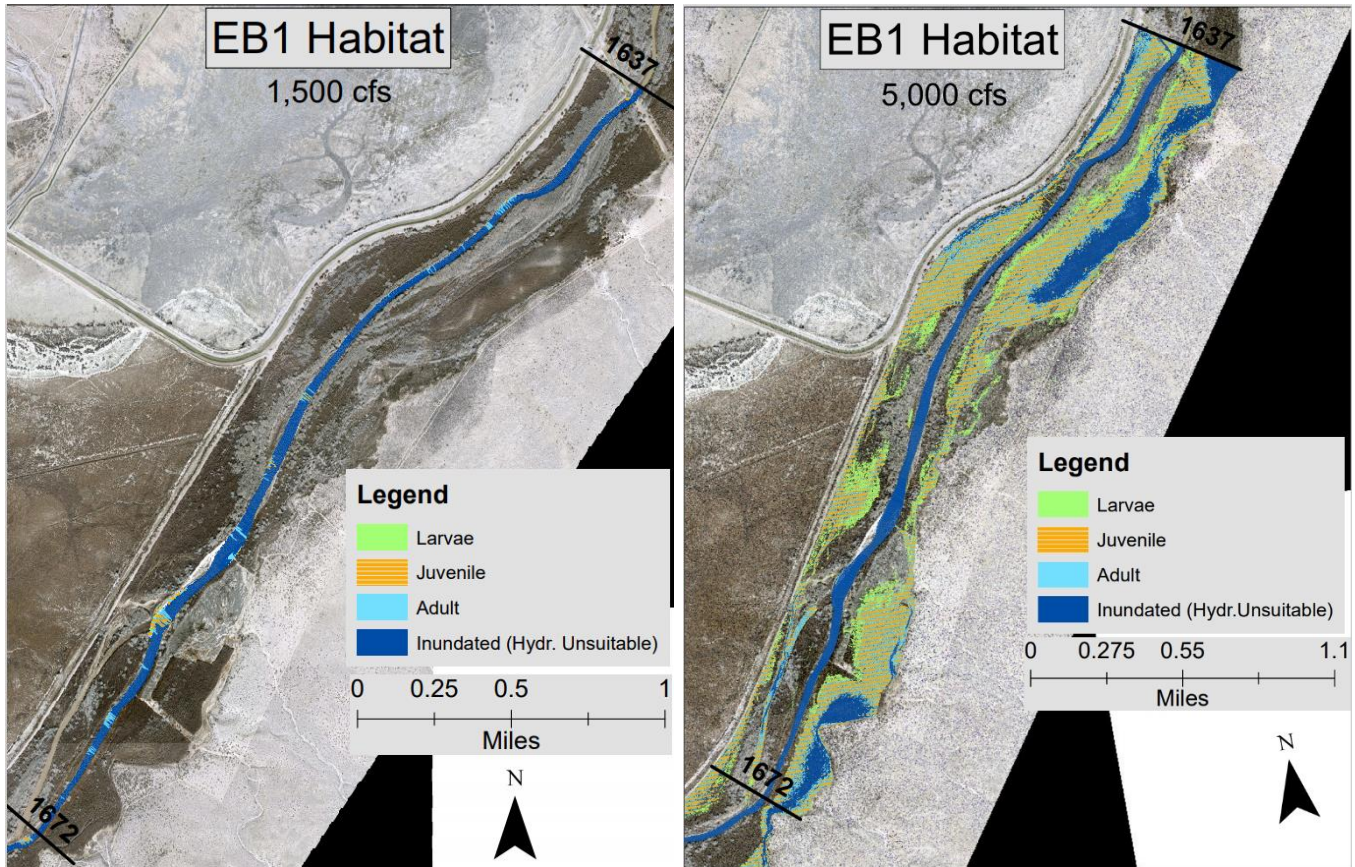 EB1 Habitat
1,500 cfs
1637
Legend
Larvae
Juvenile
Adult
Inundated (Hydr. Unsuitable)
0 0.25 0.5 1
Miles
N
1672
EB1 Habitat
5,000 cfs
1637
Legend
Larvae
Juvenile
Adult
Inundated (Hydr.Unsuitable)
0 0.275 0.55 1.1
Miles
N
1672